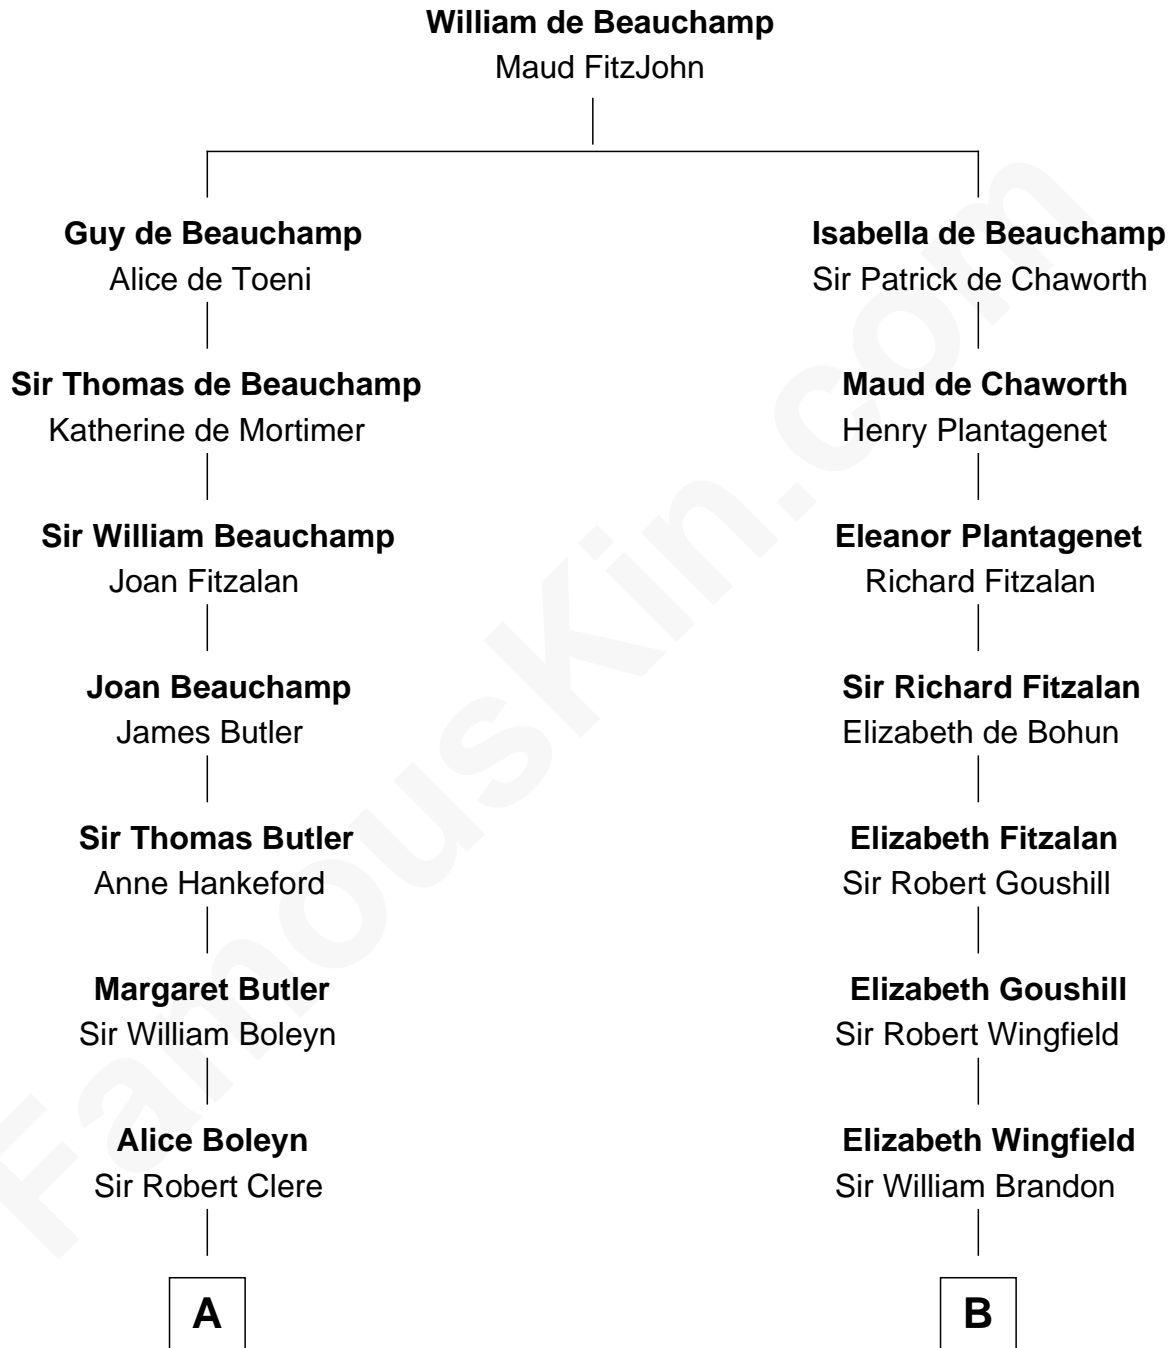 William de Beauchamp
Maud FitzJohn
Guy de Beauchamp
Alice de Toeni
Isabella de Beauchamp
Sir Patrick de Chaworth
Sir Thomas de Beauchamp
Katherine de Mortimer
Maud de Chaworth
Henry Plantagenet
Sir William Beauchamp
Joan Fitzalan
Eleanor Plantagenet
Richard Fitzalan
Joan Beauchamp
James Butler
Sir Richard Fitzalan
Elizabeth de Bohun
Sir Thomas Butler
Anne Hankeford
Elizabeth Fitzalan
Sir Robert Goushill
Margaret Butler
Sir William Boleyn
Elizabeth Goushill
Sir Robert Wingfield
Alice Boleyn
Sir Robert Clere
Elizabeth Wingfield
Sir William Brandon
A
B
FamousKin.com